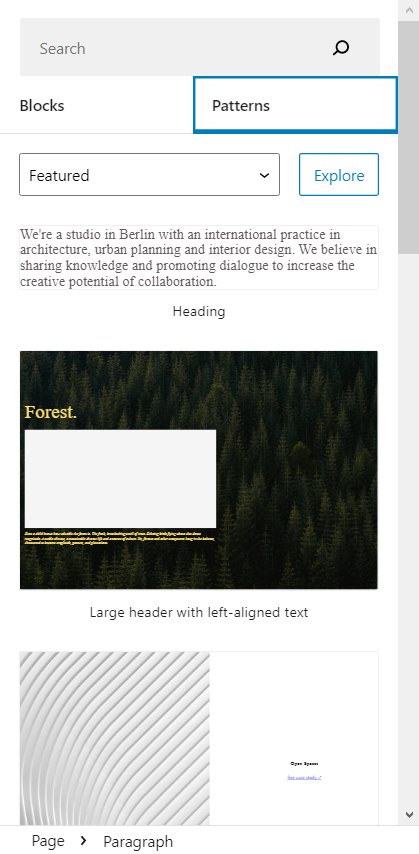 Search
Blocks
Patterns
Featured
Explore
We're a studio in Berlin with an international practice in
architecture, urban planning and interior design. We believe in
sharing knowledge and promoting dialogue to increase the
creative potential of collaboration.
Heading
Forest.
Large header with left-aligned text
Open Spaces
See case study ↗
Page
Paragraph